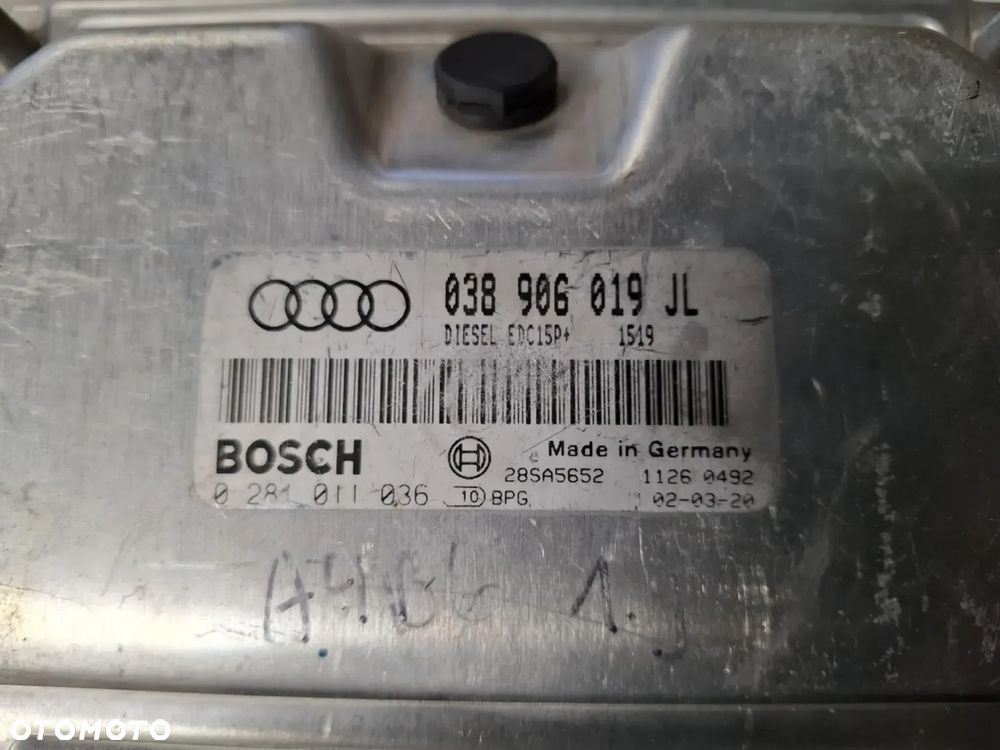 038 906 019 JL
DIESEL EDC15P+ 1519
BOSCH Made in Germany
28SA5652 1126 0492
0 281 011 036 10 BPG 02-03-20
OTOMOTO